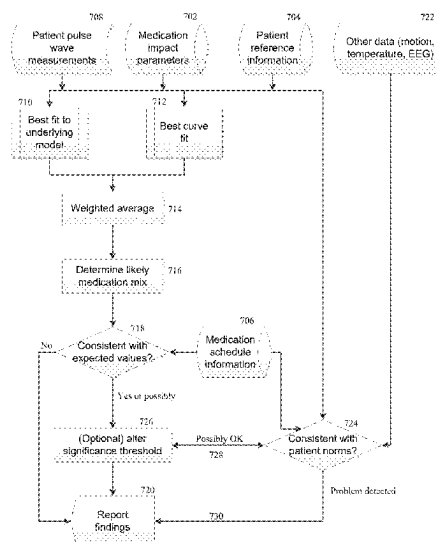 708
702
704
722
Patient pulse
wave
measurements
Medication
impact
parameters
Patient
reference
information
Other data (motion,
temperature, EEG)
710
Best fit to
underlying
model
712
Best curve
fit
Weighted average
714
Determine likely
medication mix
716
718
No
Consistent with
expected values?
706
Medication
schedule
information
Yes or possibly
726
(Optional) alter
significance threshold
Possibly OK
728
724
Consistent with
patient norms?
720
Report
findings
730
Problem detected